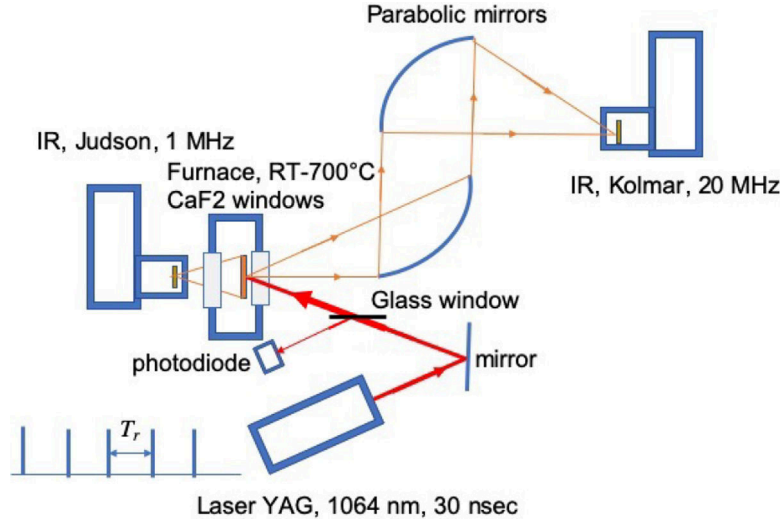 Parabolic mirrors
IR, Judson, 1 MHz
Furnace, RT-700°C
CaF2 windows
IR, Kolmar, 20 MHz
Glass window
photodiode
mirror
T_r
Laser YAG, 1064 nm, 30 nsec